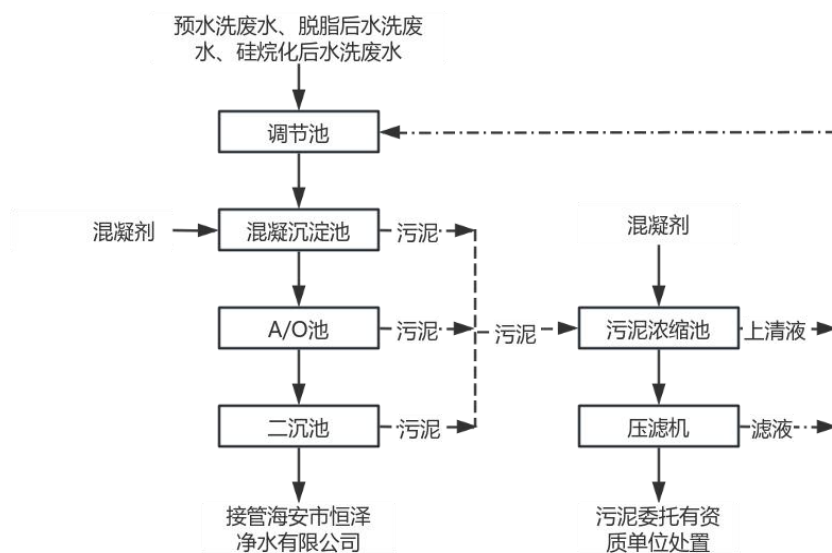 预水洗废水、脱脂后水洗废
水、硅烷化后水洗废水
调节池
混凝剂
混凝沉淀池
污泥
混凝剂
A/O池
污泥
污泥
污泥浓缩池
上清液
二沉池
污泥
压滤机
滤液
接管海安市恒泽
净水有限公司
污泥委托有资
质单位处置